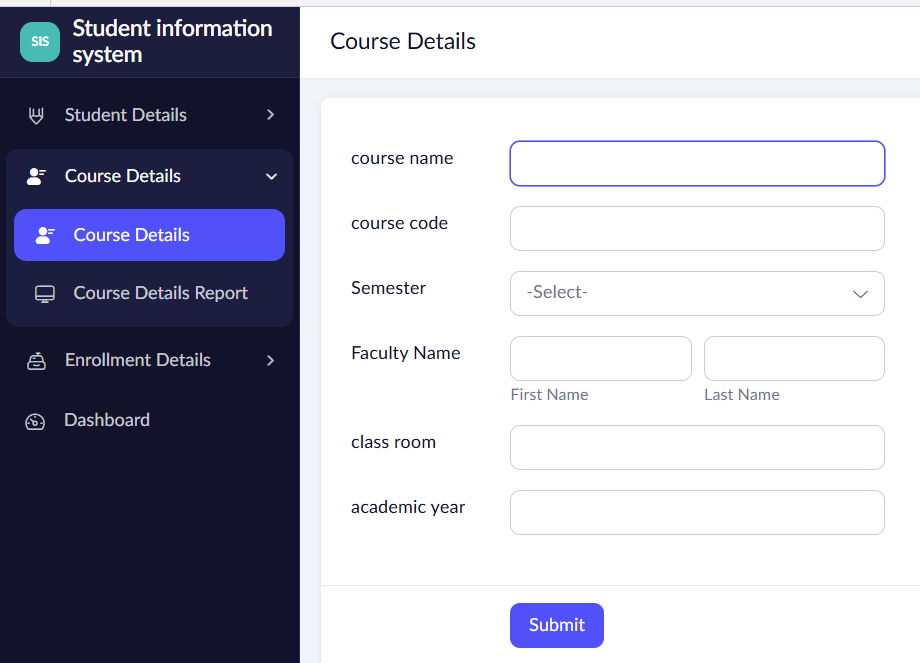 SIS
Student information
system
Student Details
Course Details
Course Details
Course Details Report
Enrollment Details
Dashboard
Course Details
course name
course code
Semester
-Select-
Faculty Name
First Name
Last Name
class room
academic year
Submit